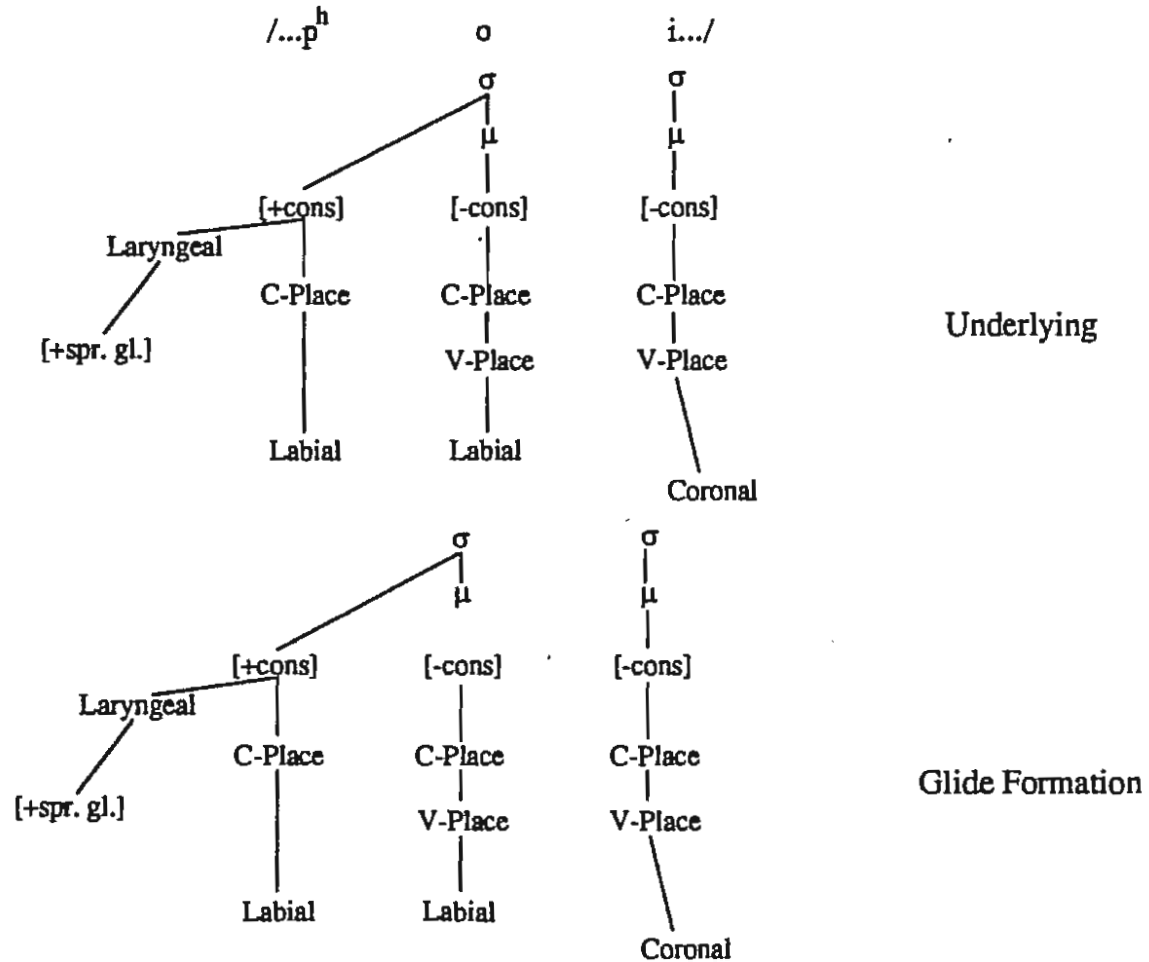 /...pʰ o i.../
σ σ
μ μ
[+cons] [-cons] [-cons]
Laryngeal
C-Place C-Place C-Place
Underlying
[+spr. gl.] V-Place V-Place
Labial Labial
Coronal
σ σ
μ μ
[+cons] [-cons] [-cons]
Laryngeal
C-Place C-Place C-Place
Glide Formation
[+spr. gl.] V-Place V-Place
Labial Labial
Coronal